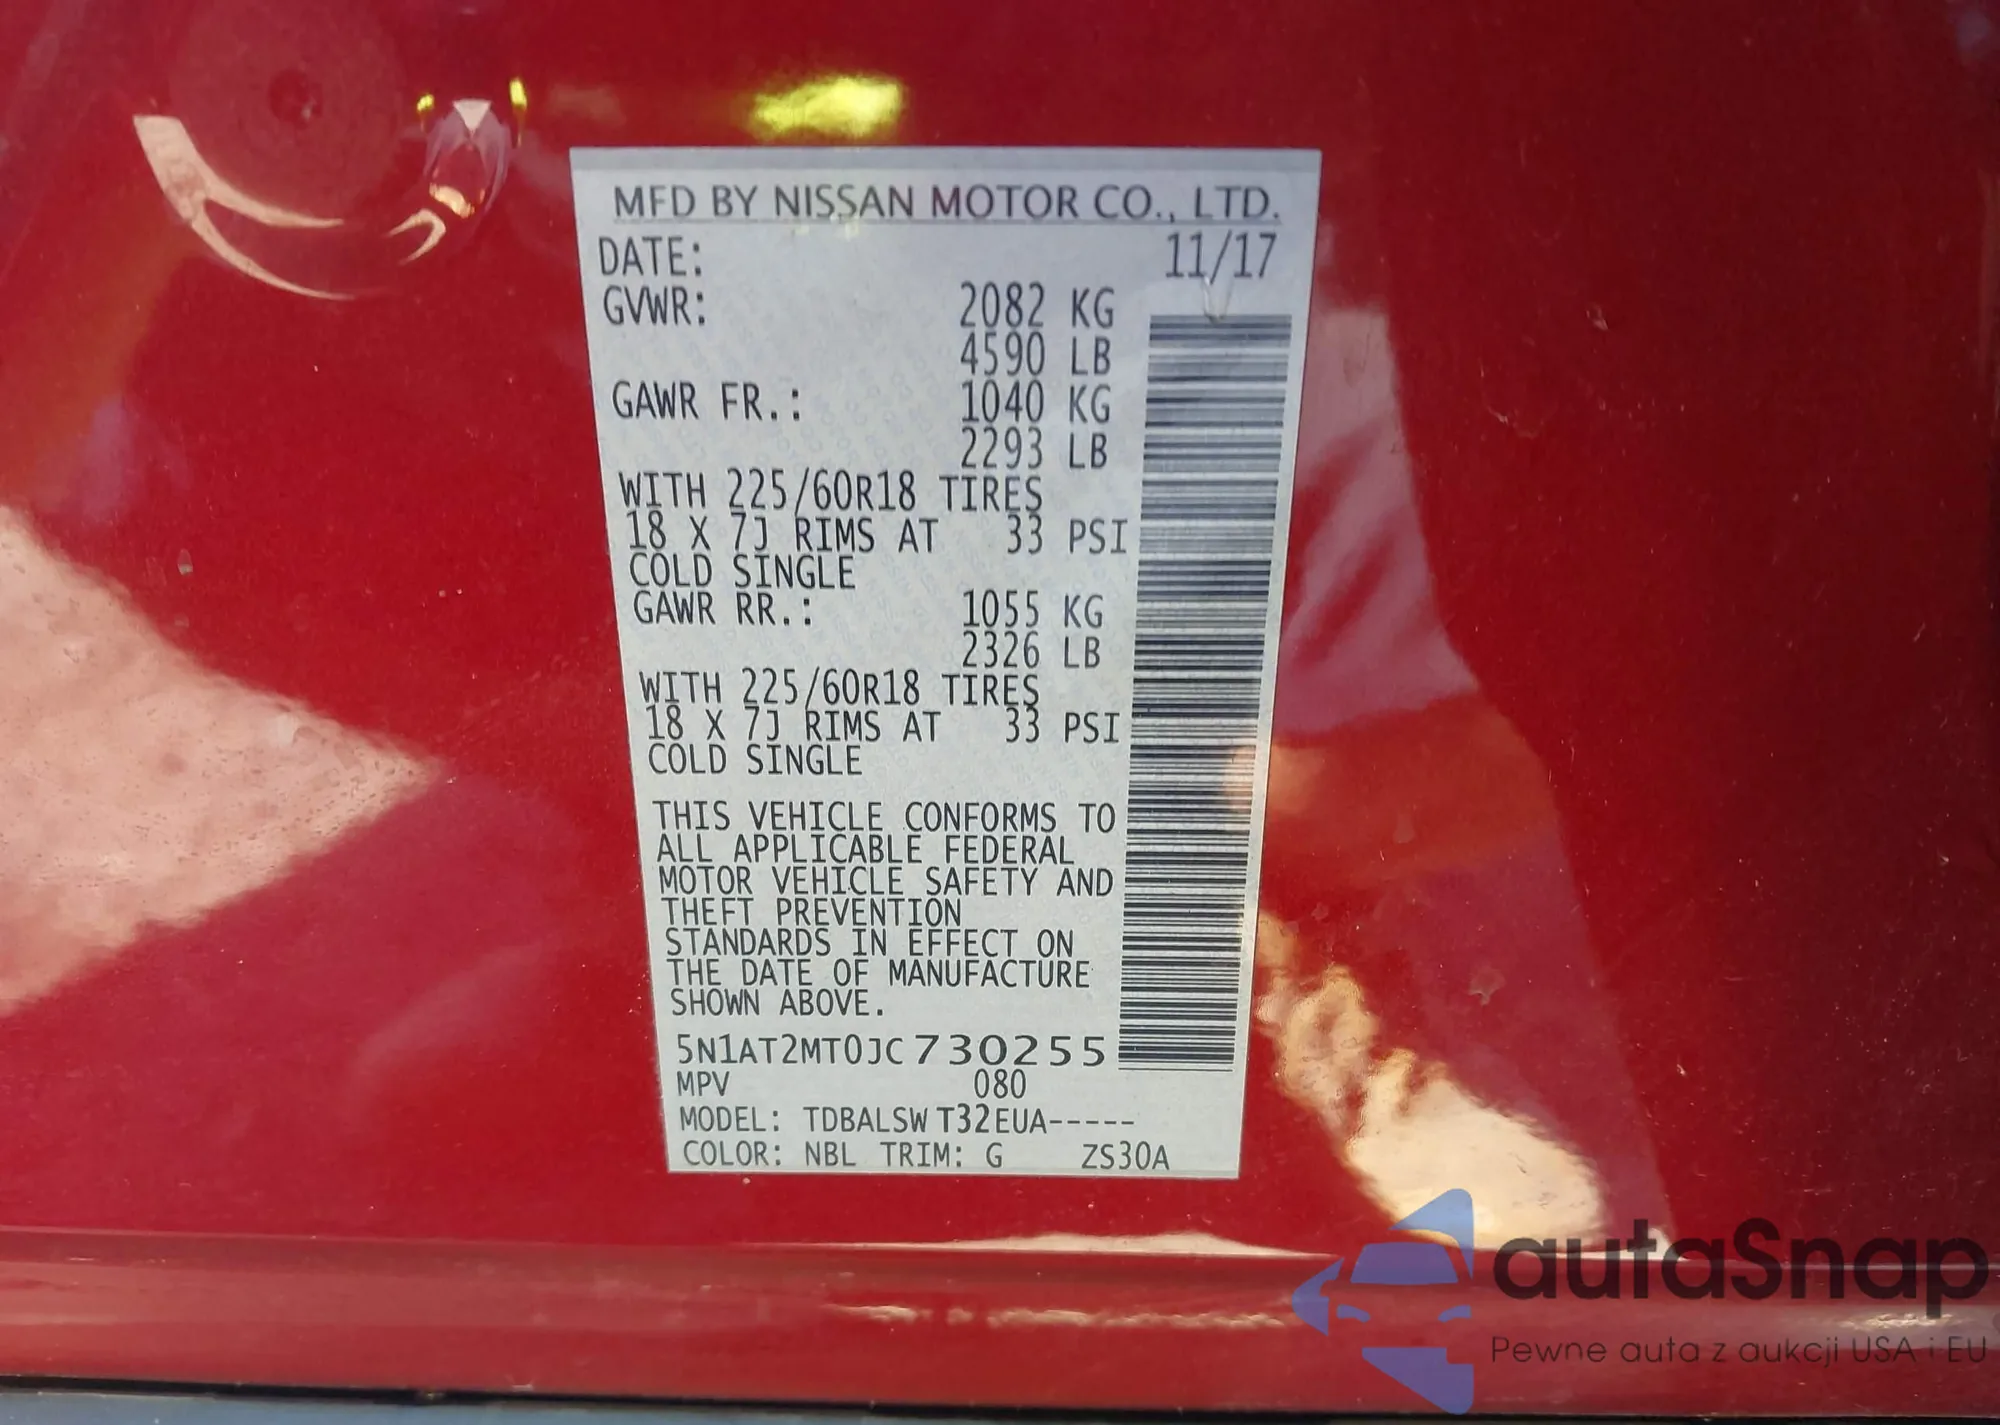 MFD BY NISSAN MOTOR CO., LTD.
DATE: 11/17
GVWR: 2082 KG
4590 LB
GAWR FR.: 1040 KG
2293 LB
WITH 225/60R18 TIRES
18 X 7J RIMS AT 33 PSI
COLD SINGLE
GAWR RR.: 1055 KG
2326 LB
WITH 225/60R18 TIRES
18 X 7J RIMS AT 33 PSI
COLD SINGLE
THIS VEHICLE CONFORMS TO
ALL APPLICABLE FEDERAL
MOTOR VEHICLE SAFETY AND
THEFT PREVENTION
STANDARDS IN EFFECT ON
THE DATE OF MANUFACTURE
SHOWN ABOVE.
5N1AT2MT0JC730255
MPV 080
MODEL: TDBALSW T32EUA-----
COLOR: NBL TRIM: G ZS30A
autaSnap
Pewne auta z aukcji USA i EU